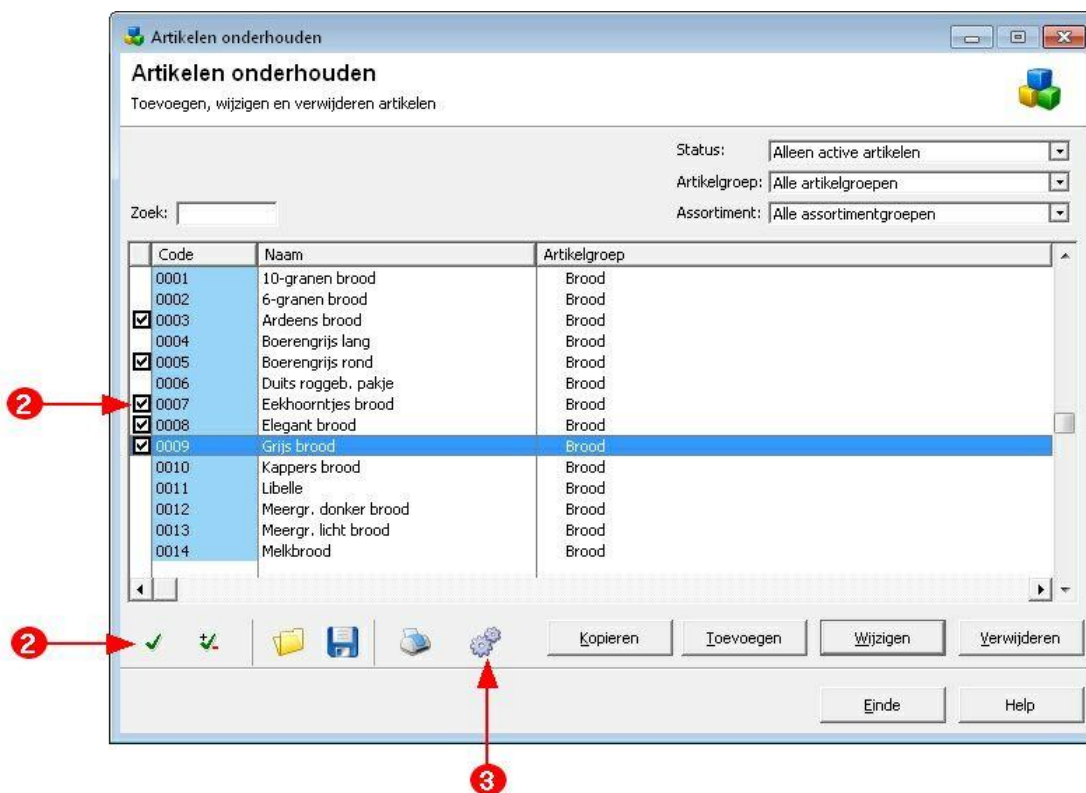 Artikelen onderhouden
Artikelen onderhouden
Toevoegen, wijzigen en verwijderen artikelen
Status: Alleen active artikelen
Artikelgroep: Alle artikelgroepen
Zoek: Assortiment: Alle assortimentgroepen
Code Naam Artikelgroep
0001 10-granen brood Brood
0002 6-granen brood Brood
0003 Ardeens brood Brood
0004 Boerengrijs lang Brood
0005 Boerengrijs rond Brood
0006 Duits roggeb. pakje Brood
2 0007 Eekhoorntjes brood Brood
0008 Elegant brood Brood
0009 Grijs brood Brood
0010 Kappers brood Brood
0011 Libelle Brood
0012 Meergr. donker brood Brood
0013 Meergr. licht brood Brood
0014 Melkbrood Brood
2 Kopieren Toevoegen Wijzigen Verwijderen
Einde Help
3